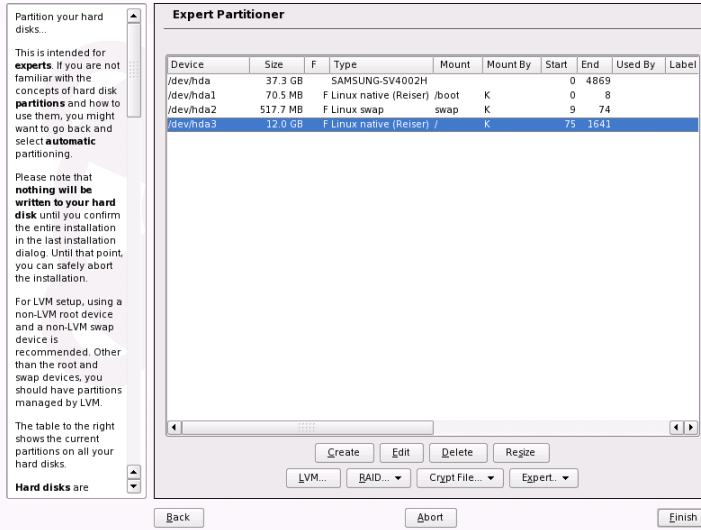 Partition your hard
disks...
This is intended for
experts. If you are not
familiar with the
concepts of hard disk
partitions and how to
use them, you might
want to go back and
select automatic
partitioning.
Please note that
nothing will be
written to your hard
disk until you confirm
the entire installation
in the last installation
dialog. Until that point,
you can safely abort
the installation.
For LVM setup, using a
non-LVM root device
and a non-LVM swap
device is
recommended. Other
than the root and
swap devices, you
should have partitions
managed by LVM.
The table to the right
shows the current
partitions on all your
hard disks.
Hard disks are
Expert Partitioner
Device Size F Type Mount Mount By Start End Used By Label
/dev/hda 37.3 GB SAMSUNG-SV4002H 0 4869
/dev/hda1 70.5 MB F Linux native (Reiser) /boot K 0 8
/dev/hda2 517.7 MB F Linux swap swap K 9 74
/dev/hda3 12.0 GB F Linux native (Reiser) / K 75 1641
Create Edit Delete Resize
LVM... RAID... Crypt File... Expert..
Back Abort Finish